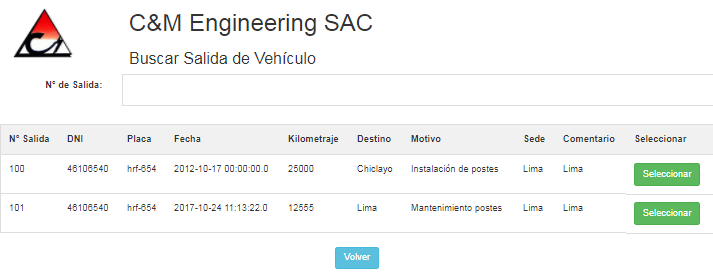 C&M Engineering SAC
Buscar Salida de Vehículo
N° de Salida:
N° Salida DNI Placa Fecha Kilometraje Destino Motivo Sede Comentario Seleccionar
100 46106540 hrf-654 2012-10-17 00:00:00.0 25000 Chiclayo Instalación de postes Lima Lima Seleccionar
101 46106540 hrf-654 2017-10-24 11:13:22.0 12555 Lima Mantenimiento postes Lima Lima Seleccionar
Volver